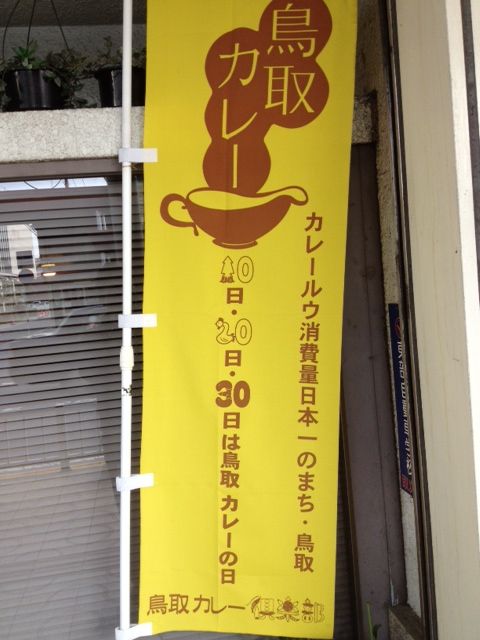 鳥取
カレー
カレールウ消費量日本一のまち・鳥取
10日・20日・30日は鳥取カレーの日
鳥取カレー倶楽部